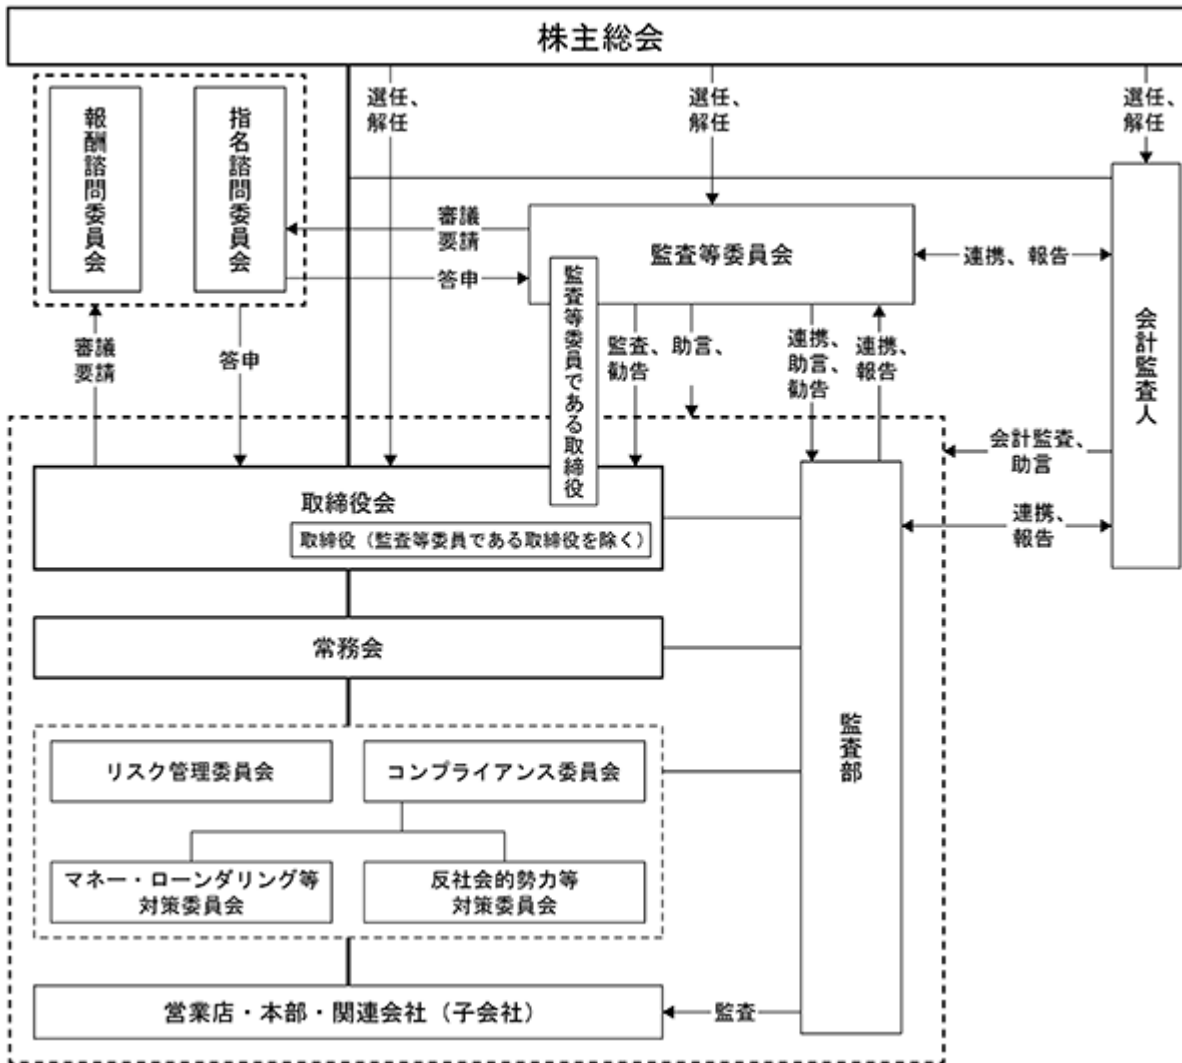 株主総会
報酬諮問委員会
指名諮問委員会
選任、
解任
選任、
解任
選任、
解任
審議
要請
答申
監査等委員会
連携、報告
会計監査人
監査等委員である取締役
審議
要請
答申
監査、
勧告
助言、
連携、
助言、
勧告
連携、
報告
会計監査、
助言
取締役会
取締役（監査等委員である取締役を除く）
連携、
報告
常務会
監査部
リスク管理委員会
コンプライアンス委員会
マネー・ローンダリング等
対策委員会
反社会的勢力等
対策委員会
営業店・本部・関連会社（子会社）
監査